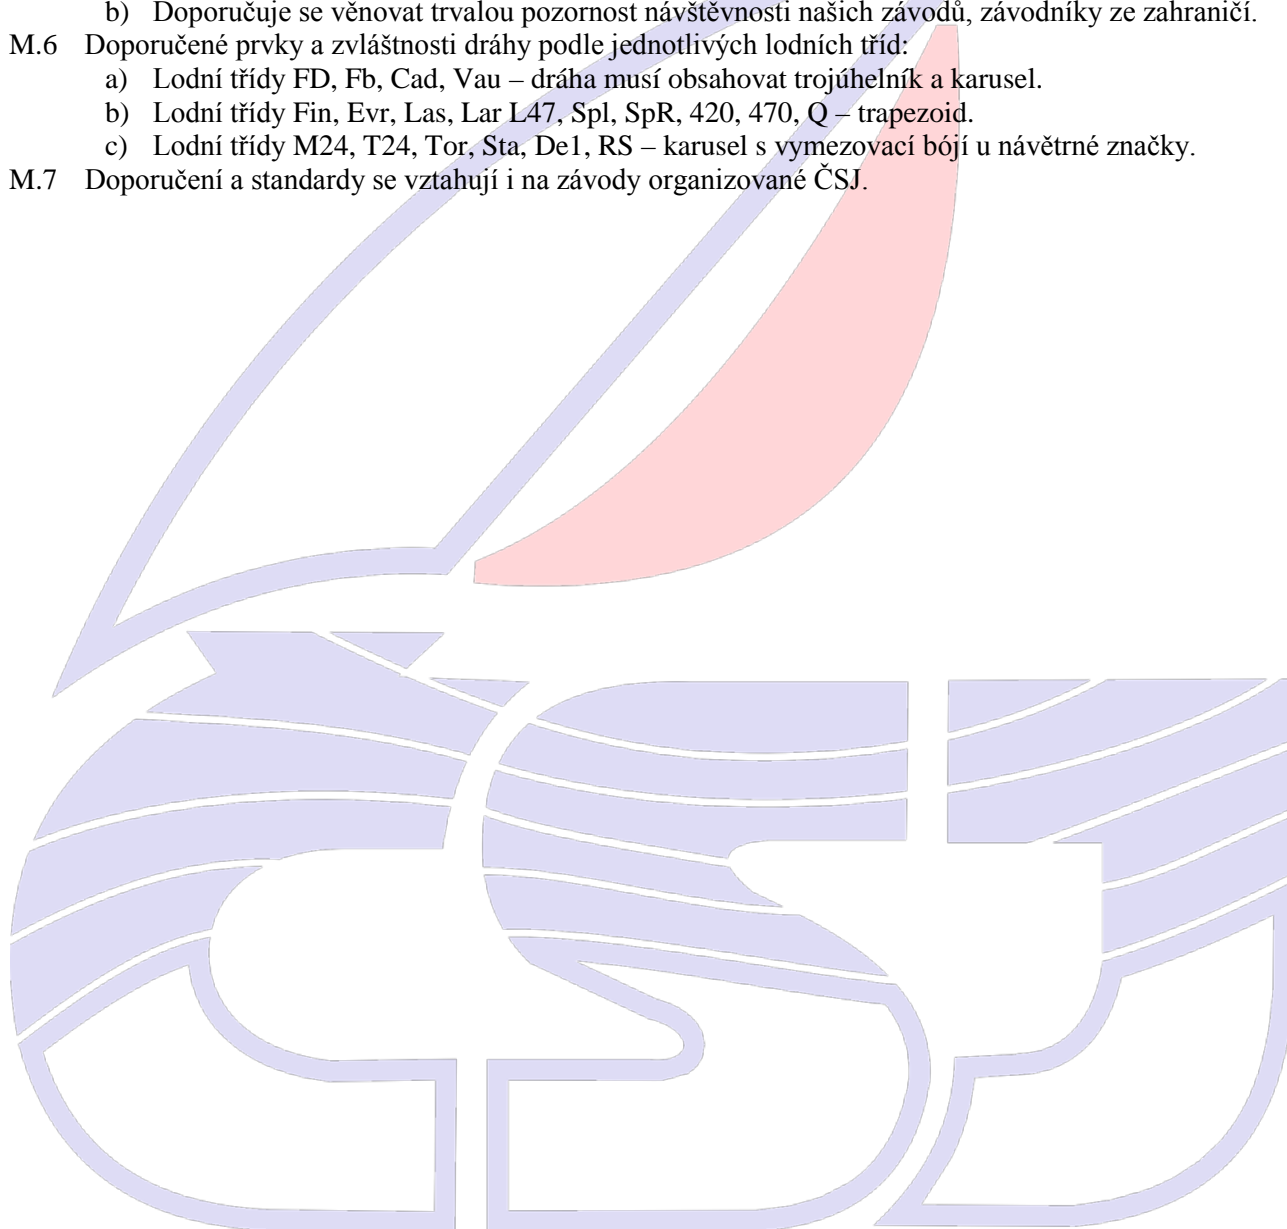 b) Doporučuje se věnovat trvalou pozornost návštěvnosti našich závodů, závodníky ze zahraničí.
M.6 Doporučené prvky a zvláštnosti dráhy podle jednotlivých lodních tříd:
a) Lodní třídy FD, Fb, Cad, Vau – dráha musí obsahovat trojúhelník a karusel.
b) Lodní třídy Fin, Evr, Las, Lar L47, Spl, SpR, 420, 470, Q – trapezoid.
c) Lodní třídy M24, T24, Tor, Sta, De1, RS – karusel s vymezovací bójí u návětrné značky.
M.7 Doporučení a standardy se vztahují i na závody organizované ČSJ.
ČSJ